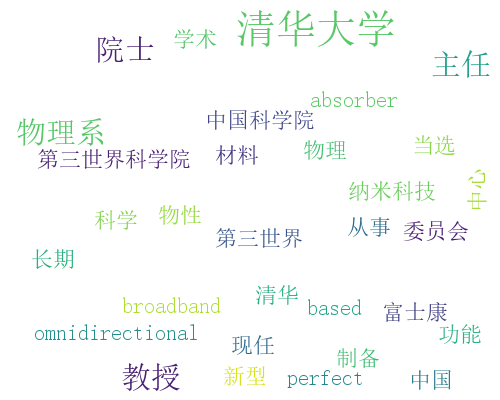 清华大学
学术
院士
主任
absorber
中国科学院
物理系
当选
物理
材料
第三世界科学院
中心
纳米科技
物性
科学
从事
委员会
第三世界
长期
清华
broadband
based
富士康
omnidirectional
功能
现任
制备
教授
新型
perfect
中国